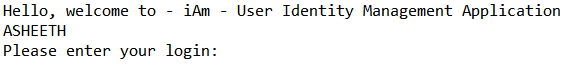 Hello, welcome to - iAm - User Identity Management Application
ASHEETH
Please enter your login: